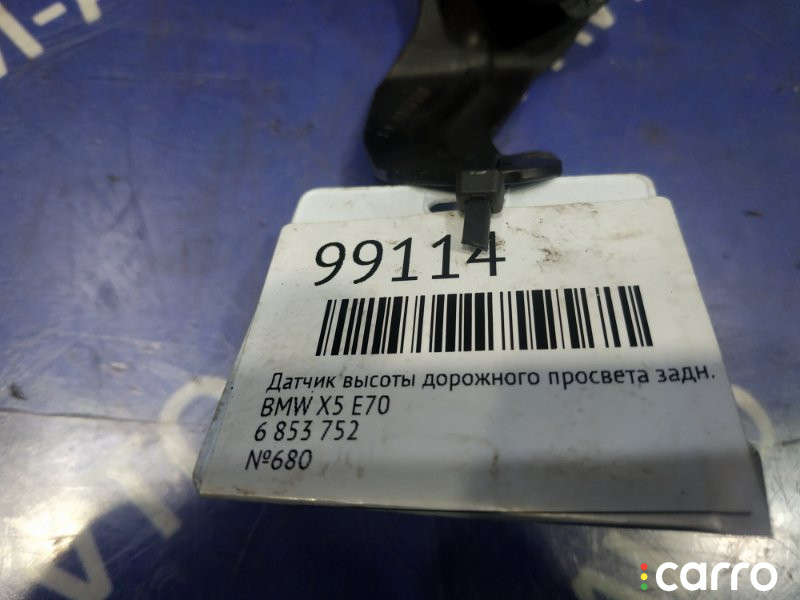 99114
Датчик высоты дорожного просвета задн.
BMW X5 E70
6 853 752
№680
carro